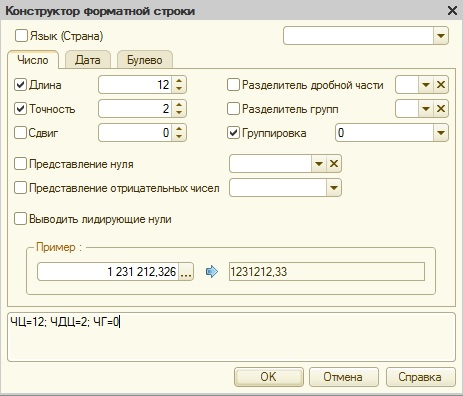 Конструктор форматной строки
Язык (Страна)
Число Дата Булево
Длина 12 Разделитель дробной части
Точность 2 Разделитель групп
Сдвиг 0 Группировка 0
Представление нуля
Представление отрицательных чисел
Выводить лидирующие нули
Пример :
1 231 212,326 ... 1231212,33
ЧЦ=12; ЧДЦ=2; ЧГ=0
OK Отмена Справка